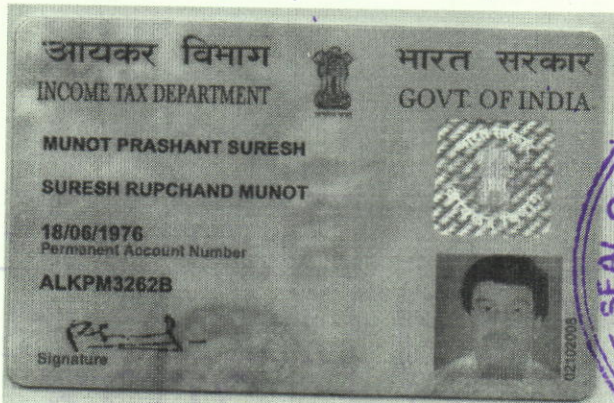 आयकर विभाग
INCOME TAX DEPARTMENT
भारत सरकार
GOVT. OF INDIA
MUNOT PRASHANT SURESH
SURESH RUPCHAND MUNOT
18/06/1976
Permanent Account Number
ALKPM3262B
Signature
02102008
SEAL